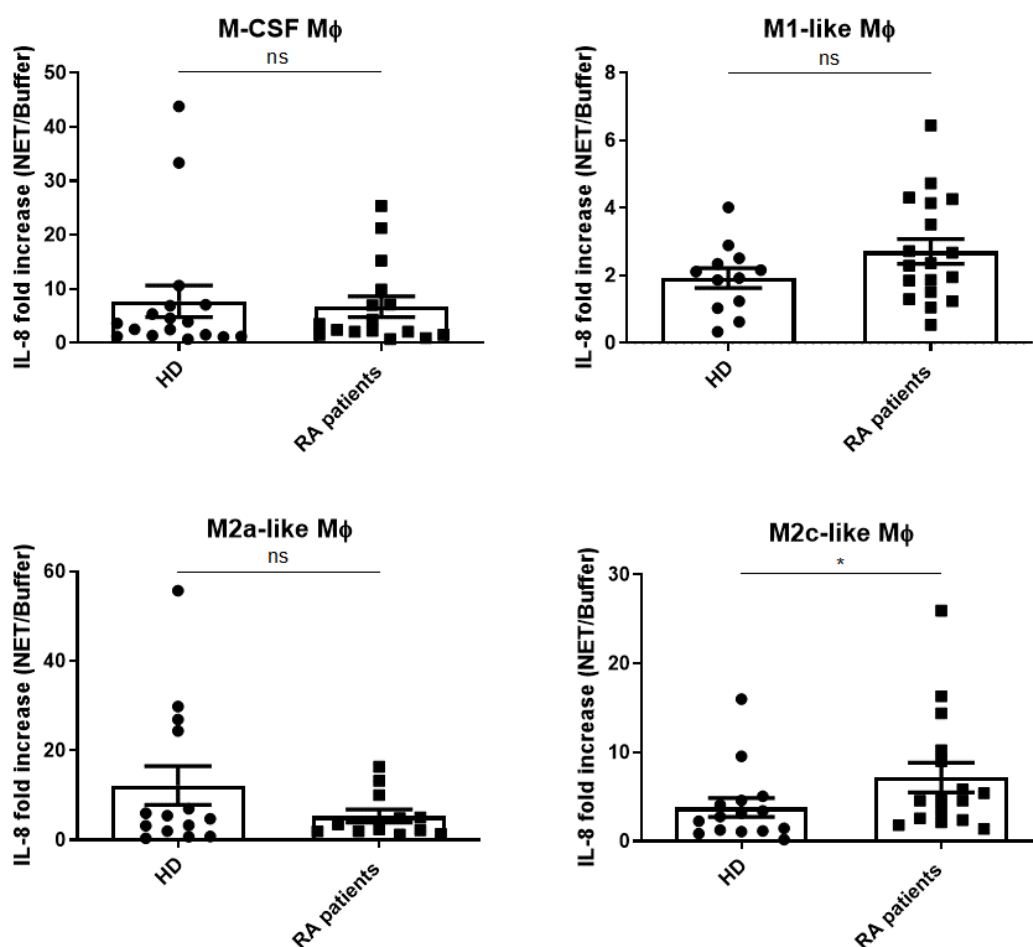 M-CSF Mϕ
ns
IL-8 fold increase (NET/Buffer)
50
40
30
20
10
0
HD
RA patients
M1-like Mϕ
ns
IL-8 fold increase (NET/Buffer)
8
6
4
2
0
HD
RA patients
M2a-like Mϕ
ns
IL-8 fold increase (NET/Buffer)
60
40
20
0
HD
RA patients
M2c-like Mϕ
*
IL-8 fold increase (NET/Buffer)
30
20
10
0
HD
RA patients